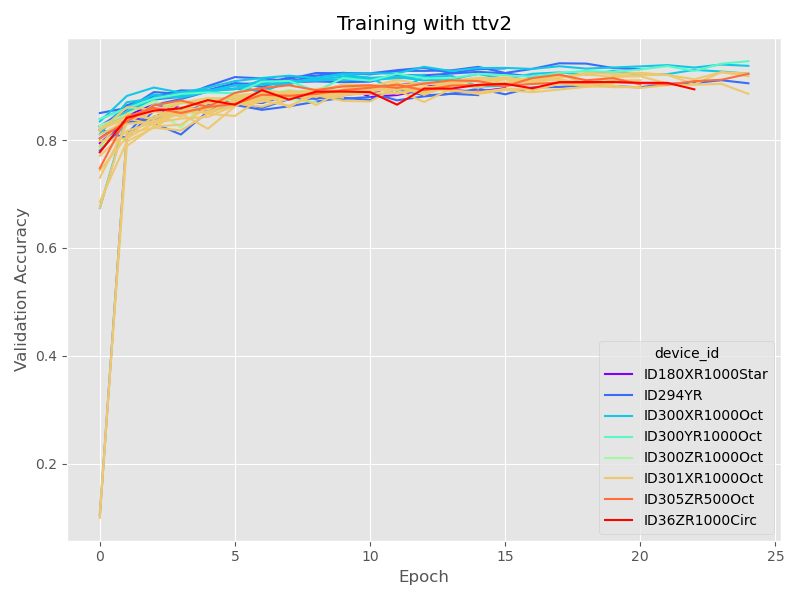 Training with ttv2
Validation Accuracy
0.8
0.6
0.4
0.2
0
5
10
15
20
25
Epoch
device_id
ID180XR1000Star
ID294YR
ID300XR1000Oct
ID300YR1000Oct
ID300ZR1000Oct
ID301XR1000Oct
ID305ZR500Oct
ID36ZR1000Circ